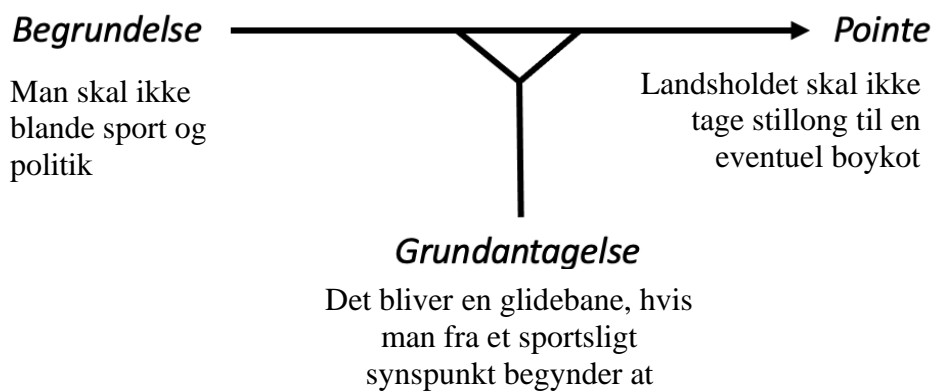 Begrundelse
Pointe
Man skal ikke
blande sport og
politik
Landsholdet skal ikke
tage stillong til en
eventuel boykot
Grundantagelse
Det bliver en glidebane, hvis
man fra et sportsligt
synspunkt begynder at